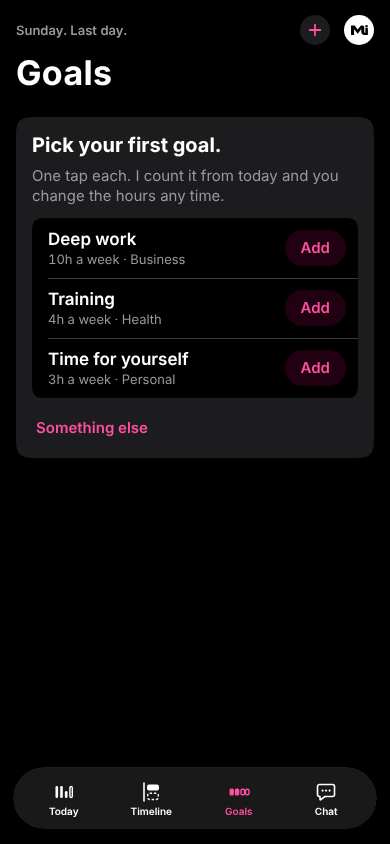 Sunday. Last day.
Mi
Goals
Pick your first goal.
One tap each. I count it from today and you
change the hours any time.
Deep work
10h a week · Business
Add
Training
4h a week · Health
Add
Time for yourself
3h a week · Personal
Add
Something else
Today
Timeline
Goals
Chat